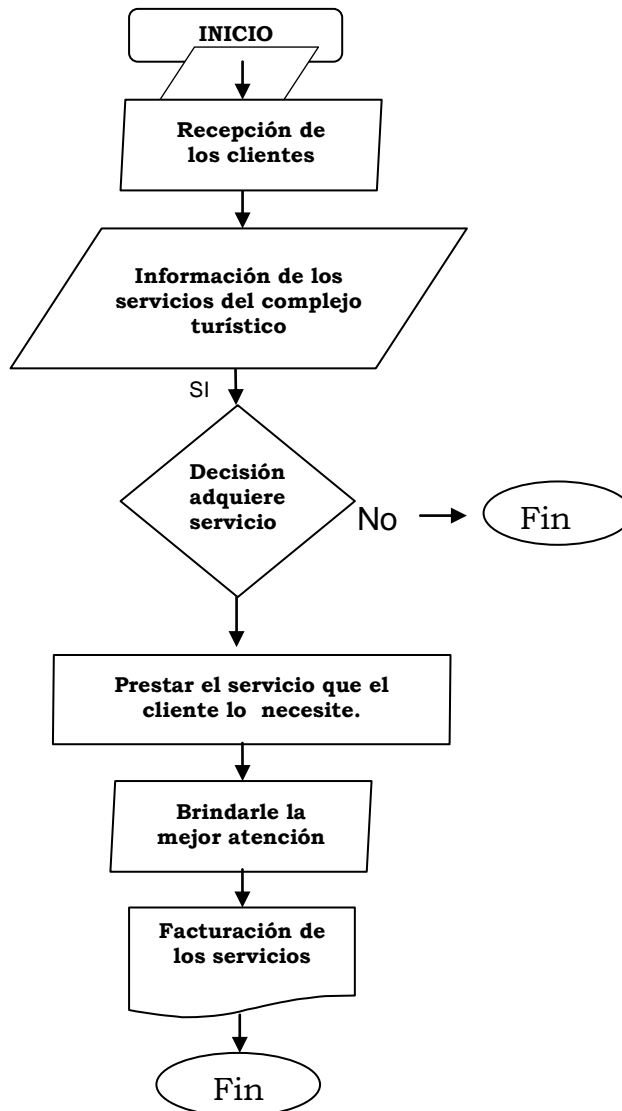 INICIO
Recepción de
los clientes
Información de los
servicios del complejo
turístico
SI
Decisión
adquiere
servicio
No
Fin
Prestar el servicio que el
cliente lo necesite.
Brindarle la
mejor atención
Facturación de
los servicios
Fin